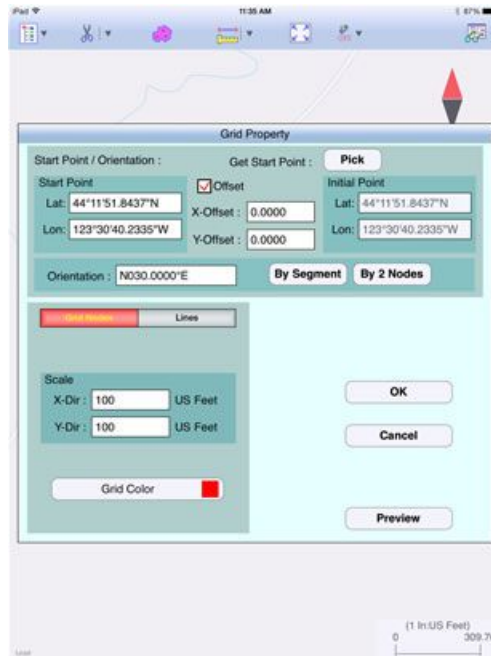 iPad 11:35 AM 87%
Grid Property
Start Point / Orientation : Get Start Point : Pick
Start Point Offset Initial Point
Lat: 44°11'51.8437"N X-Offset : 0.0000 Lat: 44°11'51.8437"N
Lon: 123°30'40.2335"W Y-Offset : 0.0000 Lon: 123°30'40.2335"W
Orientation : N030.0000°E By Segment By 2 Nodes
Grid Nodes Lines
Scale
X-Dir : 100 US Feet
Y-Dir : 100 US Feet
OK
Cancel
Grid Color
Preview
(1 In:US Feet)
0 309.7